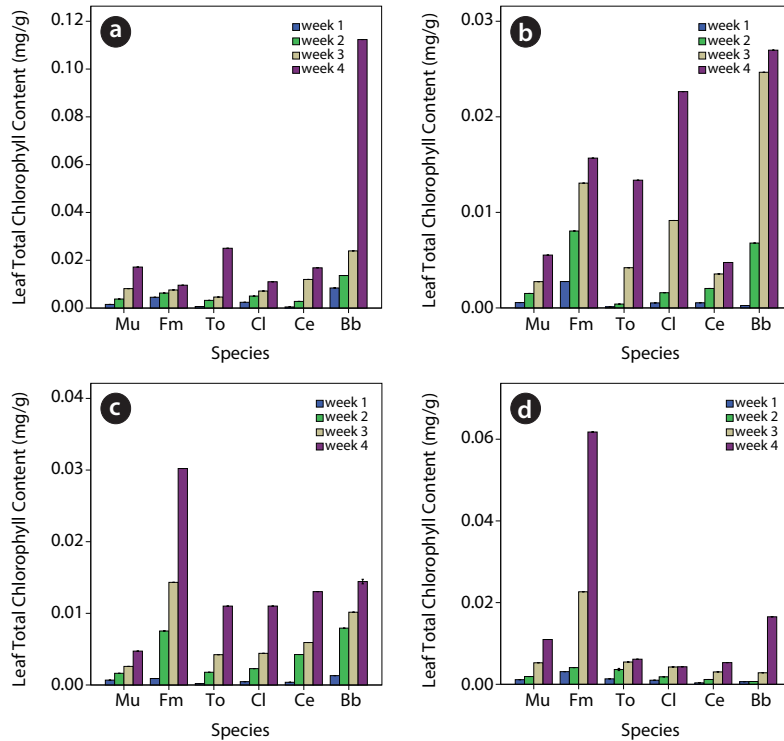 a
Leaf Total Chlorophyll Content (mg/g)
0.12
0.10
0.08
0.06
0.04
0.02
0.00
week 1
week 2
week 3
week 4
Mu Fm To Cl Ce Bb
Species
b
Leaf Total Chlorophyll Content (mg/g)
0.03
0.02
0.01
0.00
week 1
week 2
week 3
week 4
Mu Fm To Cl Ce Bb
Species
c
Leaf Total Chlorophyll Content (mg/g)
0.04
0.03
0.02
0.01
0.00
week 1
week 2
week 3
week 4
Mu Fm To Cl Ce Bb
Species
d
Leaf Total Chlorophyll Content (mg/g)
0.06
0.04
0.02
0.00
week 1
week 2
week 3
week 4
Mu Fm To Cl Ce Bb
Species